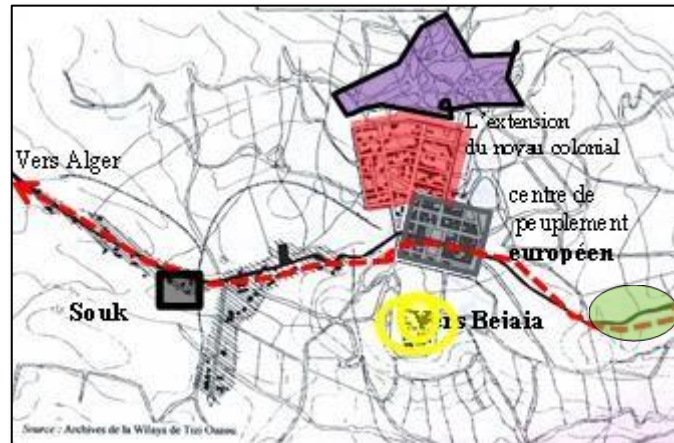 L'extension
du noyau colonial
Vers Alger
centre de
peuplement
européen
Souk
Vers Bejaia
Source : Archives de la Wilaya de Tizi Ouzou.